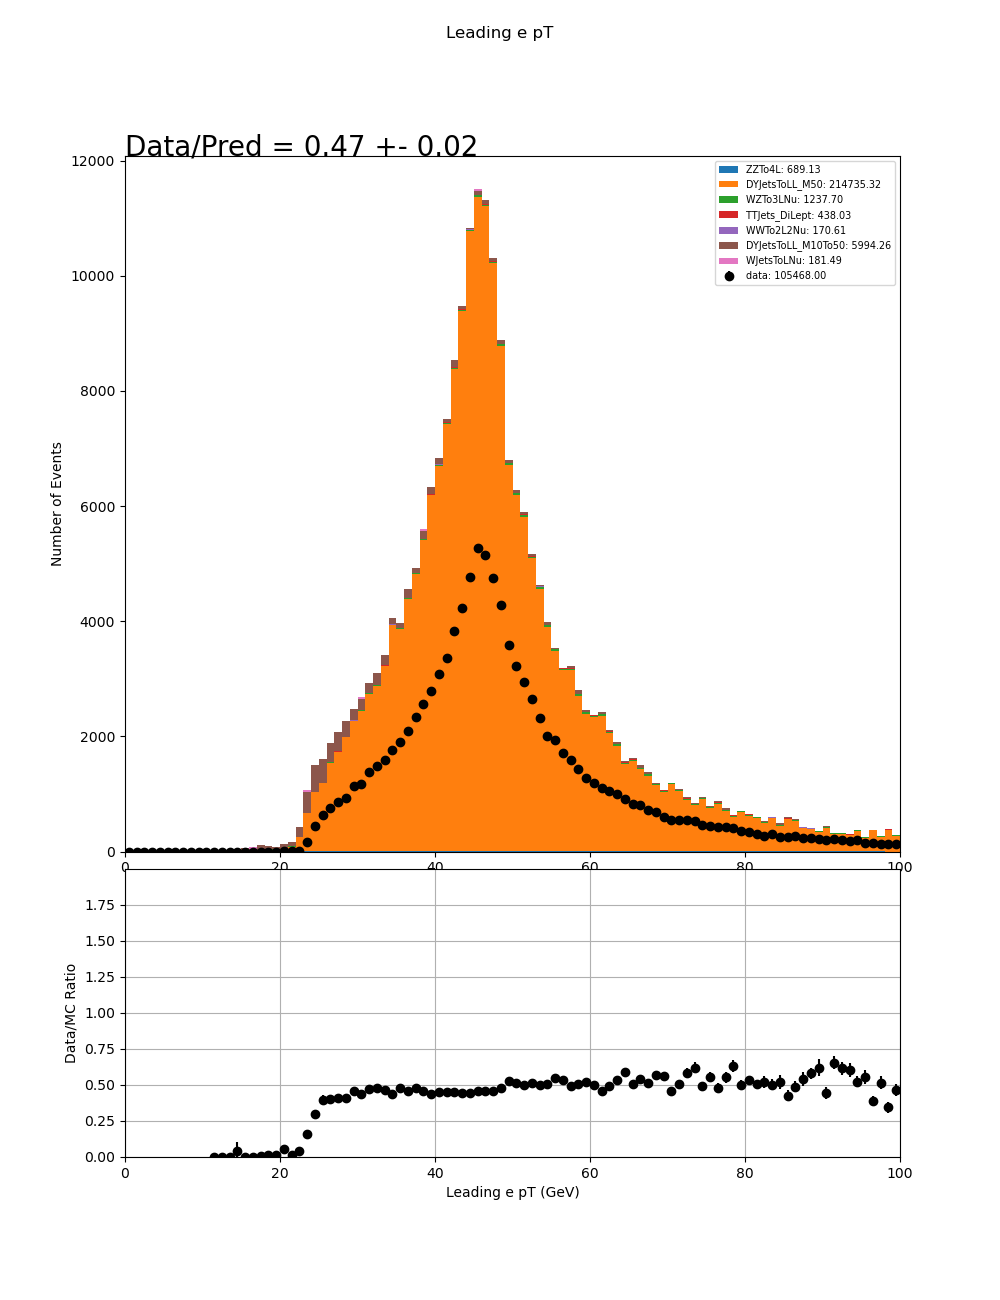 Leading e pT
Data/Pred = 0.47 +- 0.02
12000
10000
8000
6000
4000
2000
0
Number of Events
ZZTo4L: 689.13
DYJetsToLL_M50: 214735.32
WZTo3LNu: 1237.70
TTJets_DiLept: 438.03
WWTo2L2Nu: 170.61
DYJetsToLL_M10To50: 5994.26
WJetsToLNu: 181.49
data: 105468.00
0 20 40 60 80 100
1.75
1.50
1.25
1.00
0.75
0.50
0.25
0.00
Data/MC Ratio
0 20 40 60 80 100
Leading e pT (GeV)